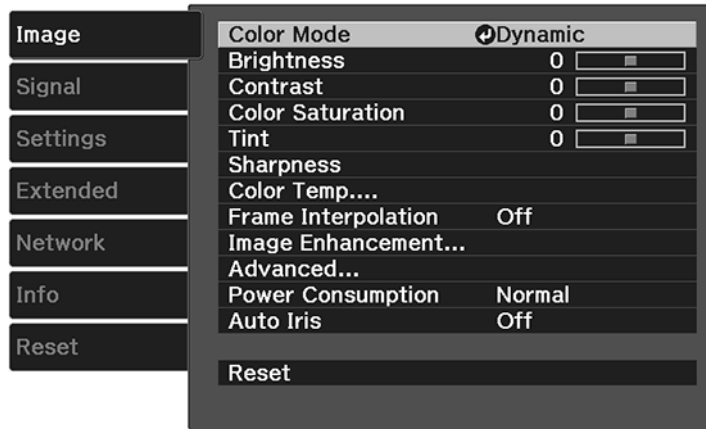 Image
Signal
Settings
Extended
Network
Info
Reset
Color Mode Dynamic
Brightness 0
Contrast 0
Color Saturation 0
Tint 0
Sharpness
Color Temp....
Frame Interpolation Off
Image Enhancement...
Advanced...
Power Consumption Normal
Auto Iris Off
Reset